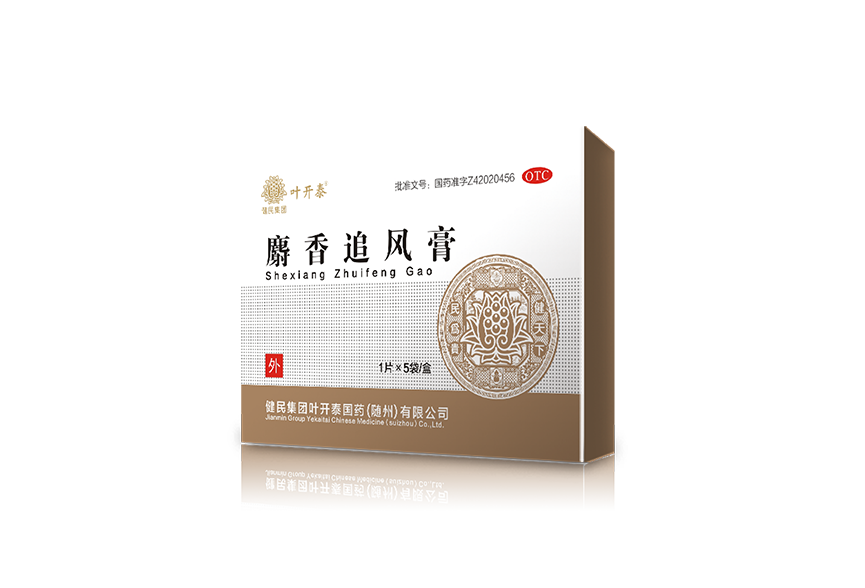 叶开泰
健民集团
批准文号：国药准字Z42020456
OTC
麝香追风膏
Shexiang Zhuifeng Gao
健天下
外
1片×5袋/盒
健民集团叶开泰国药(随州)有限公司
Jianmin Group Yekaitai Chinese Medicine (suizhou) Co.,Ltd.